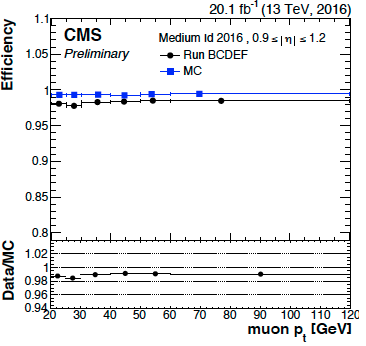 20.1 fb⁻¹ (13 TeV, 2016)
Efficiency
1.1
1.05
1
0.95
0.9
0.85
0.8
CMS
Preliminary
Medium Id 2016 , 0.9 ≤ |η| ≤ 1.2
Run BCDEF
MC
Data/MC
1.02
1
0.98
0.96
0.94
20 30 40 50 60 70 80 90 100 110 120
muon pₜ [GeV]